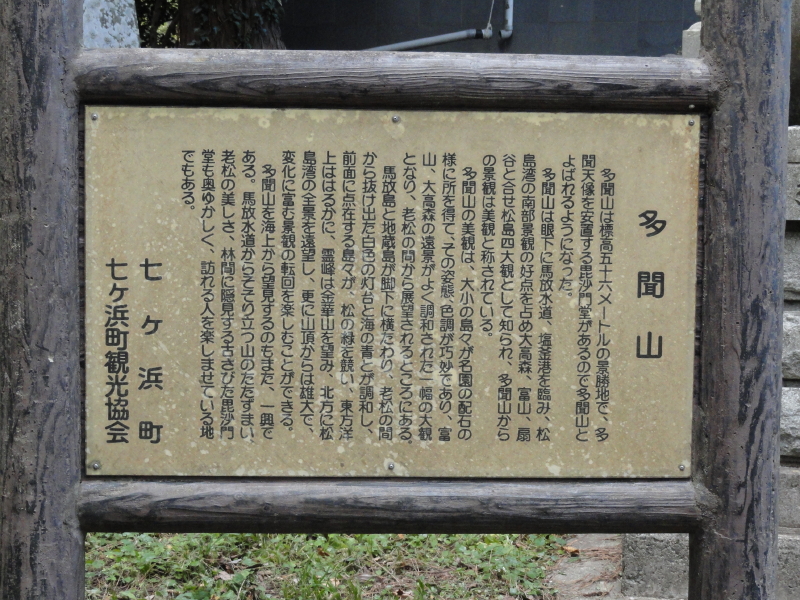 多聞山
多聞山は標高五十六メートルの景勝地で、多
聞天像を安置する毘沙門堂があるので多聞山と
よばれるようになった。
多聞山は眼下に馬放水道、塩釜港を臨み、松
島湾の南部景観の好点を占め大高森、富山、扇
谷と合せ松島四大観として知られ、多聞山から
の景観は美観と称されている。
多聞山の美観は、大小の島々が名園の配石の
様に所を得て、その姿態、色調が巧妙であり、富
山、大高森の遠景がよく調和された一幅の大観
となり、老松の間から展望されるところにある。
馬放島と地蔵島が脚下に横たわり、老松の間
から抜け出た白色の灯台と海の青とが調和し、
前面に点在する島々が、松の緑を競い、東方洋
上ははるかに、霊峰は金華山を望み、北方に松
島湾の全景を遠望し、更に山頂からは雄大で、
変化に富む景観の転回を楽しむことができる。
多聞山を海上から望見するのもまた、一興で
ある。馬放水道からそそり立つ山のたたずまい、
老松の美しさ、林間に隠見する古さびた毘沙門
堂も奥ゆかしく、訪れる人を楽しませている地
でもある。
七ヶ浜町
七ヶ浜町観光協会